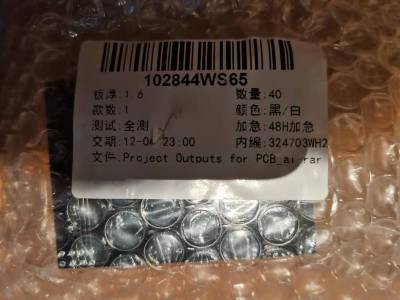 102844WS65
板厚:1.6 数量:40
款数:1 颜色:黑/白
测试:全测 加急:48H加急
交期:12-04 23:00 内编:324703WH2
文件:Project Outputs for PCB_ai.rar